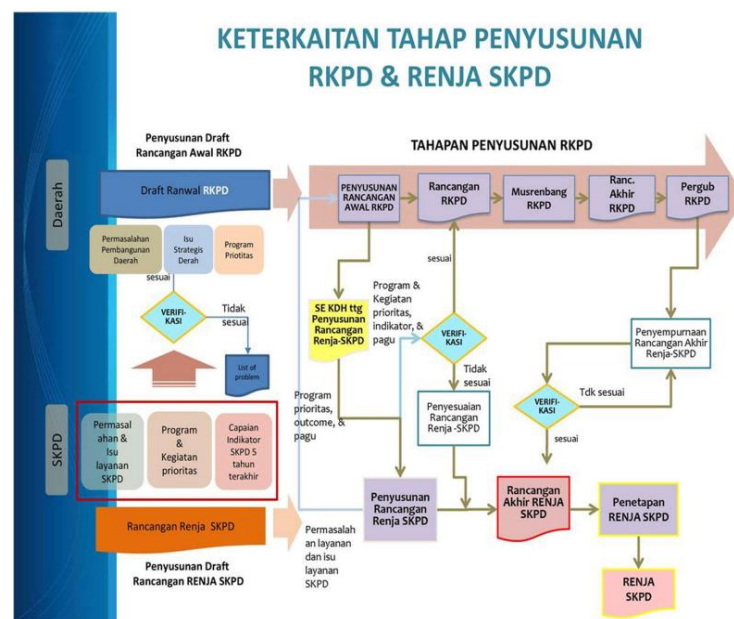 KETERKAITAN TAHAP PENYUSUNAN
RKPD & RENJA SKPD
Penyusunan Draft
Rancangan Awal RKPD
TAHAPAN PENYUSUNAN RKPD
Daerah
Draft Ranwal RKPD
PENYUSUNAN
RANCANGAN
AWAL RKPD
Rancangan
RKPD
Musrenbang
RKPD
Ranc.
Akhir
RKPD
Pergub
RKPD
Permasalahan
Pembangunan
Daerah
Isu
Strategis
Derah
Program
Priotitas
sesuai
VERIFI-
KASI
Tidak
sesuai
List of
problem
SE KDH ttg
Penyusunan
Rancangan
Renja-SKPD
Program &
Kegiatan
prioritas,
indikator, &
pagu
sesuai
VERIFI-
KASI
Tidak
sesuai
Penyempurnaan
Rancangan Akhir
Renja-SKPD
VERIFI-
KASI
Tdk sesuai
sesuai
SKPD
Permasal
ahan &
Isu
layanan
SKPD
Program
&
Kegiatan
prioritas
Capaian
Indikator
SKPD 5
tahun
terakhir
Program
prioritas,
outcome, &
pagu
Penyesuaian
Rancangan
Renja -SKPD
Rancangan Renja SKPD
Permasalah
an layanan
dan isu
layanan
SKPD
Penyusunan
Rancangan
Renja SKPD
Rancangan
Akhir RENJA
SKPD
Penetapan
RENJA SKPD
Penyusunan Draft
Rancangan RENJA SKPD
RENJA
SKPD